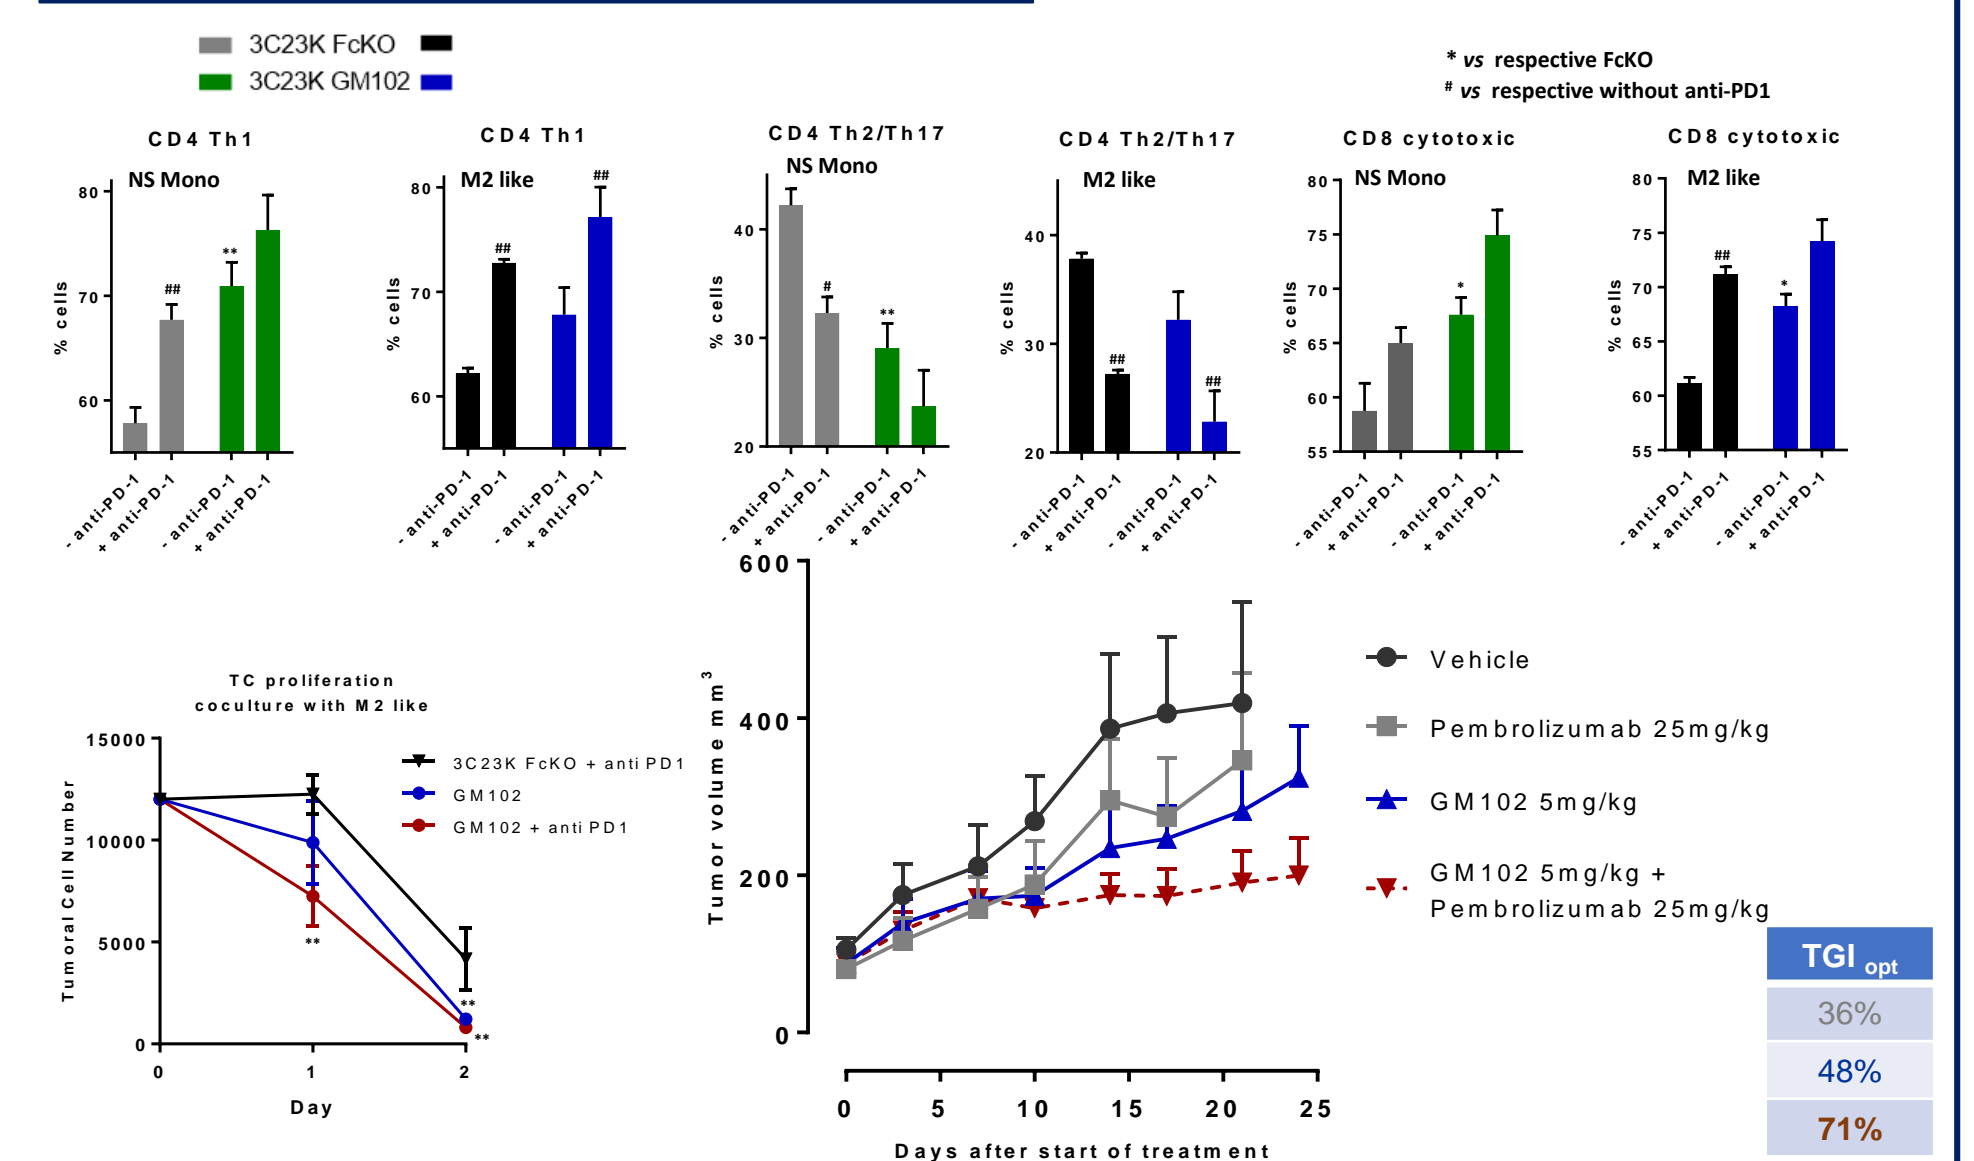 3C23K FcKO
3C23K GM102
* vs respective FcKO
# vs respective without anti-PD1
CD4 Th1
NS Mono
80
70
60
% cells
##
**
- anti-PD-1
+ anti-PD-1
- anti-PD-1
+ anti-PD-1
CD4 Th1
M2 like
80
70
60
% cells
##
##
- anti-PD-1
+ anti-PD-1
- anti-PD-1
+ anti-PD-1
CD4 Th2/Th17
NS Mono
40
30
20
% cells
#
**
- anti-PD-1
+ anti-PD-1
- anti-PD-1
+ anti-PD-1
CD4 Th2/Th17
M2 like
40
30
20
% cells
##
##
- anti-PD-1
+ anti-PD-1
- anti-PD-1
+ anti-PD-1
CD8 cytotoxic
NS Mono
80
75
70
65
60
55
% cells
*
- anti-PD-1
+ anti-PD-1
- anti-PD-1
+ anti-PD-1
CD8 cytotoxic
M2 like
80
75
70
65
60
55
% cells
##
*
- anti-PD-1
+ anti-PD-1
- anti-PD-1
+ anti-PD-1
TC proliferation
coculture with M2 like
15000
10000
5000
0
Tumoral Cell Number
3C23K FcKO + anti PD1
GM102
GM102 + anti PD1
**
**
**
0 1 2
Day
600
400
200
0
Tumor volume mm3
0 5 10 15 20 25
Days after start of treatment
Vehicle
Pembrolizumab 25mg/kg
GM102 5mg/kg
GM102 5mg/kg +
Pembrolizumab 25mg/kg
TGI opt
36%
48%
71%